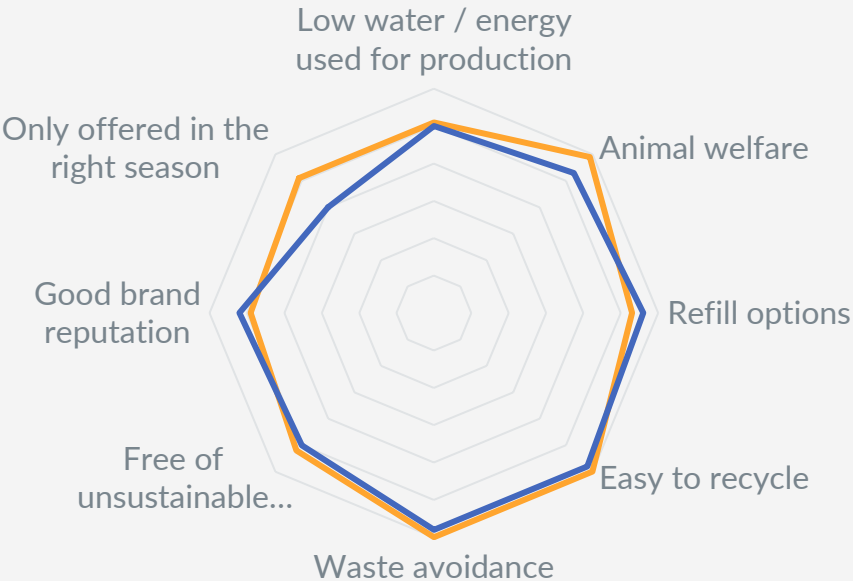 Low water / energy
used for production
Animal welfare
Refill options
Easy to recycle
Waste avoidance
Free of
unsustainable...
Good brand
reputation
Only offered in the
right season